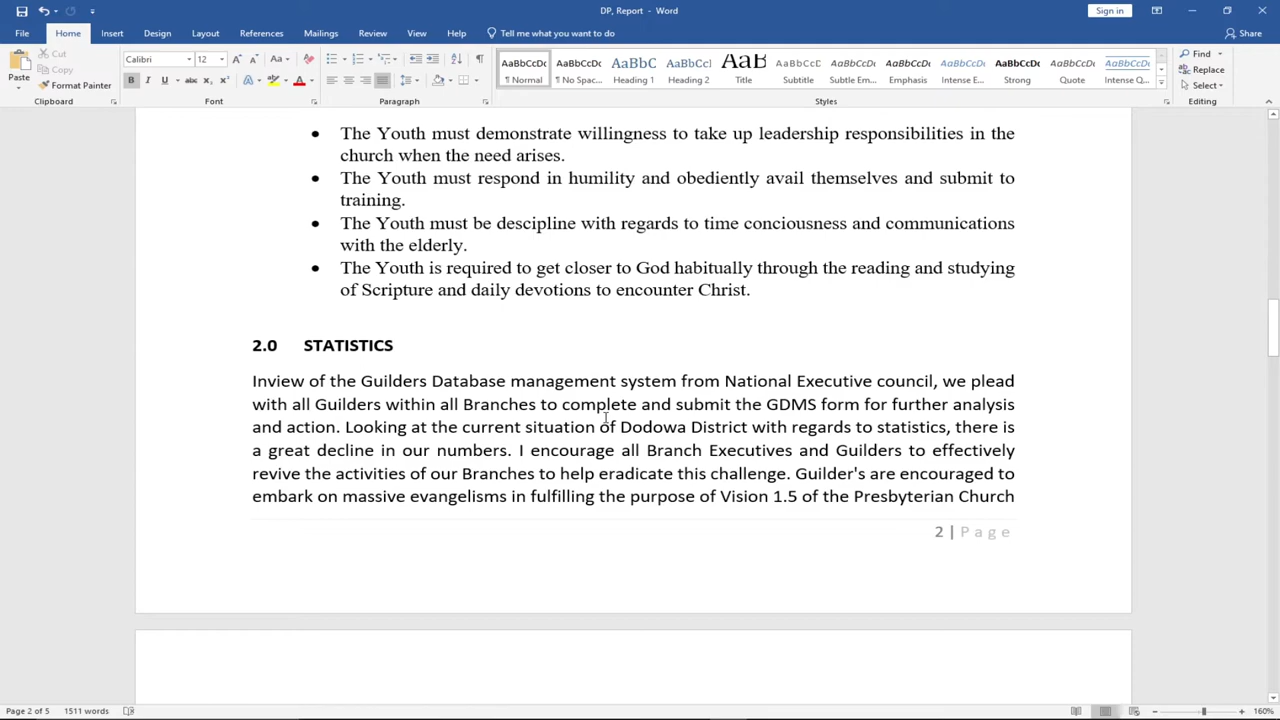 DP, Report - Word
Sign in
File Home Insert Design Layout References Mailings Review View Help Tell me what you want to do Share
Paste
Cut
Copy
Format Painter
Clipboard
Calibri 12
Font
Paragraph
AaBbCcDc AaBbCcDc AaBbC AaBbCcC AaB AaBbCcD AaBbCcDc AaBbCcDc AaBbCcDc AaBbCcDc AaBbCcDc AaBbCcDc
¶ Normal ¶ No Spac... Heading 1 Heading 2 Title Subtitle Subtle Em... Emphasis Intense E... Strong Quote Intense Q...
Styles
Find
Replace
Select
Editing
• The Youth must demonstrate willingness to take up leadership responsibilities in the
church when the need arises.
• The Youth must respond in humility and obediently avail themselves and submit to
training.
• The Youth must be descipline with regards to time conciousness and communications
with the elderly.
• The Youth is required to get closer to God habitually through the reading and studying
of Scripture and daily devotions to encounter Christ.
2.0 STATISTICS
Inview of the Guilders Database management system from National Executive council, we plead
with all Guilders within all Branches to complete and submit the GDMS form for further analysis
and action. Looking at the current situation of Dodowa District with regards to statistics, there is
a great decline in our numbers. I encourage all Branch Executives and Guilders to effectively
revive the activities of our Branches to help eradicate this challenge. Guilder's are encouraged to
embark on massive evangelisms in fulfilling the purpose of Vision 1.5 of the Presbyterian Church
2 | Page
Page 2 of 5 1511 words 160%